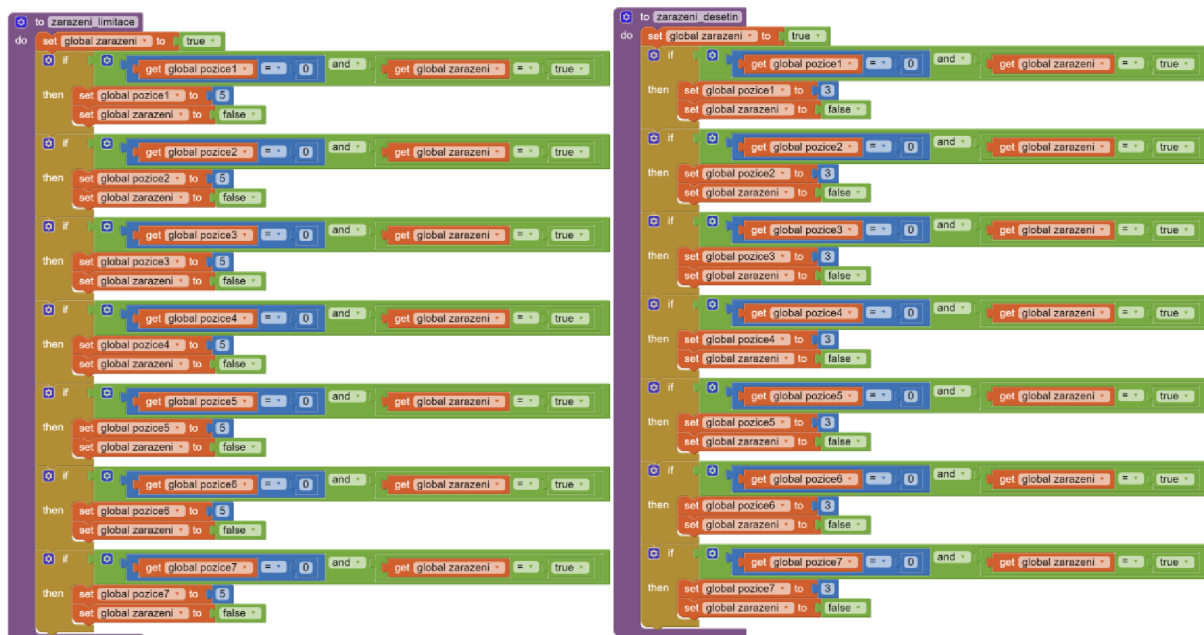 to zarazeni_limitace
do set global zarazeni to true
if get global pozice1 = 0 and get global zarazeni = true
then set global pozice1 to 5
set global zarazeni to false
if get global pozice2 = 0 and get global zarazeni = true
then set global pozice2 to 5
set global zarazeni to false
if get global pozice3 = 0 and get global zarazeni = true
then set global pozice3 to 5
set global zarazeni to false
if get global pozice4 = 0 and get global zarazeni = true
then set global pozice4 to 5
set global zarazeni to false
if get global pozice5 = 0 and get global zarazeni = true
then set global pozice5 to 5
set global zarazeni to false
if get global pozice6 = 0 and get global zarazeni = true
then set global pozice6 to 5
set global zarazeni to false
if get global pozice7 = 0 and get global zarazeni = true
then set global pozice7 to 5
set global zarazeni to false
to zarazeni_desetin
do set global zarazeni to true
if get global pozice1 = 0 and get global zarazeni = true
then set global pozice1 to 3
set global zarazeni to false
if get global pozice2 = 0 and get global zarazeni = true
then set global pozice2 to 3
set global zarazeni to false
if get global pozice3 = 0 and get global zarazeni = true
then set global pozice3 to 3
set global zarazeni to false
if get global pozice4 = 0 and get global zarazeni = true
then set global pozice4 to 3
set global zarazeni to false
if get global pozice5 = 0 and get global zarazeni = true
then set global pozice5 to 3
set global zarazeni to false
if get global pozice6 = 0 and get global zarazeni = true
then set global pozice6 to 3
set global zarazeni to false
if get global pozice7 = 0 and get global zarazeni = true
then set global pozice7 to 3
set global zarazeni to false